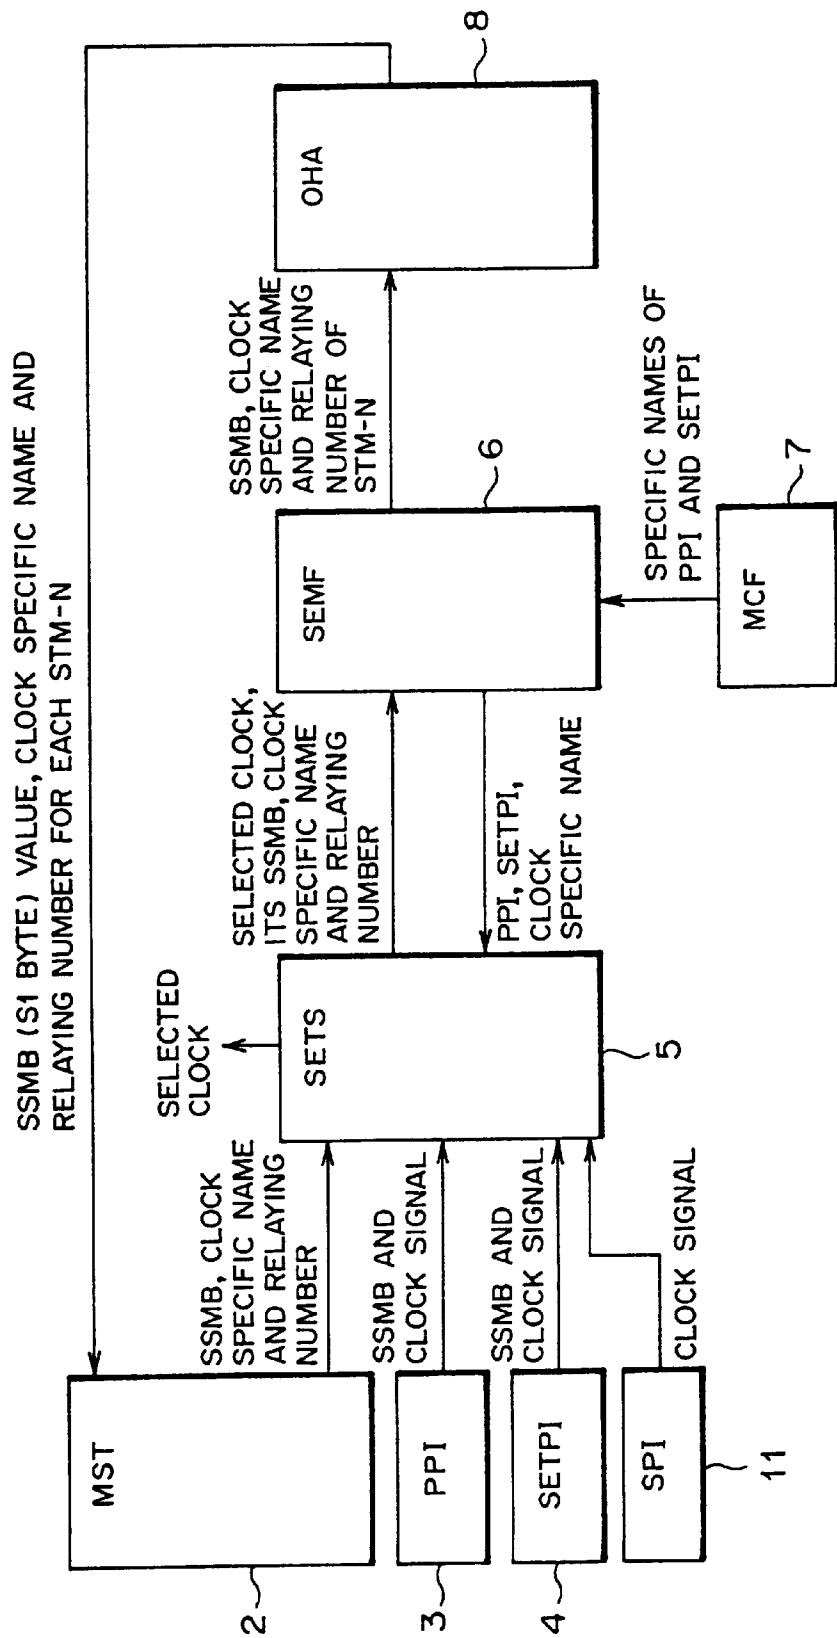 SSMB (S1 BYTE) VALUE, CLOCK SPECIFIC NAME AND
RELAYING NUMBER FOR EACH STM-N
MST
2
SSMB, CLOCK
SPECIFIC NAME
AND RELAYING
NUMBER
PPI
3
SSMB AND
CLOCK SIGNAL
SETPI
4
SSMB AND
CLOCK SIGNAL
SPI
11
CLOCK SIGNAL
SELECTED
CLOCK
SETS
5
SELECTED CLOCK,
ITS SSMB, CLOCK
SPECIFIC NAME
AND RELAYING
NUMBER
PPI, SETPI,
CLOCK
SPECIFIC NAME
SEMF
6
SSMB, CLOCK
SPECIFIC NAME
AND RELAYING
NUMBER OF
STM-N
OHA
8
SPECIFIC NAMES OF
PPI AND SETPI
MCF
7